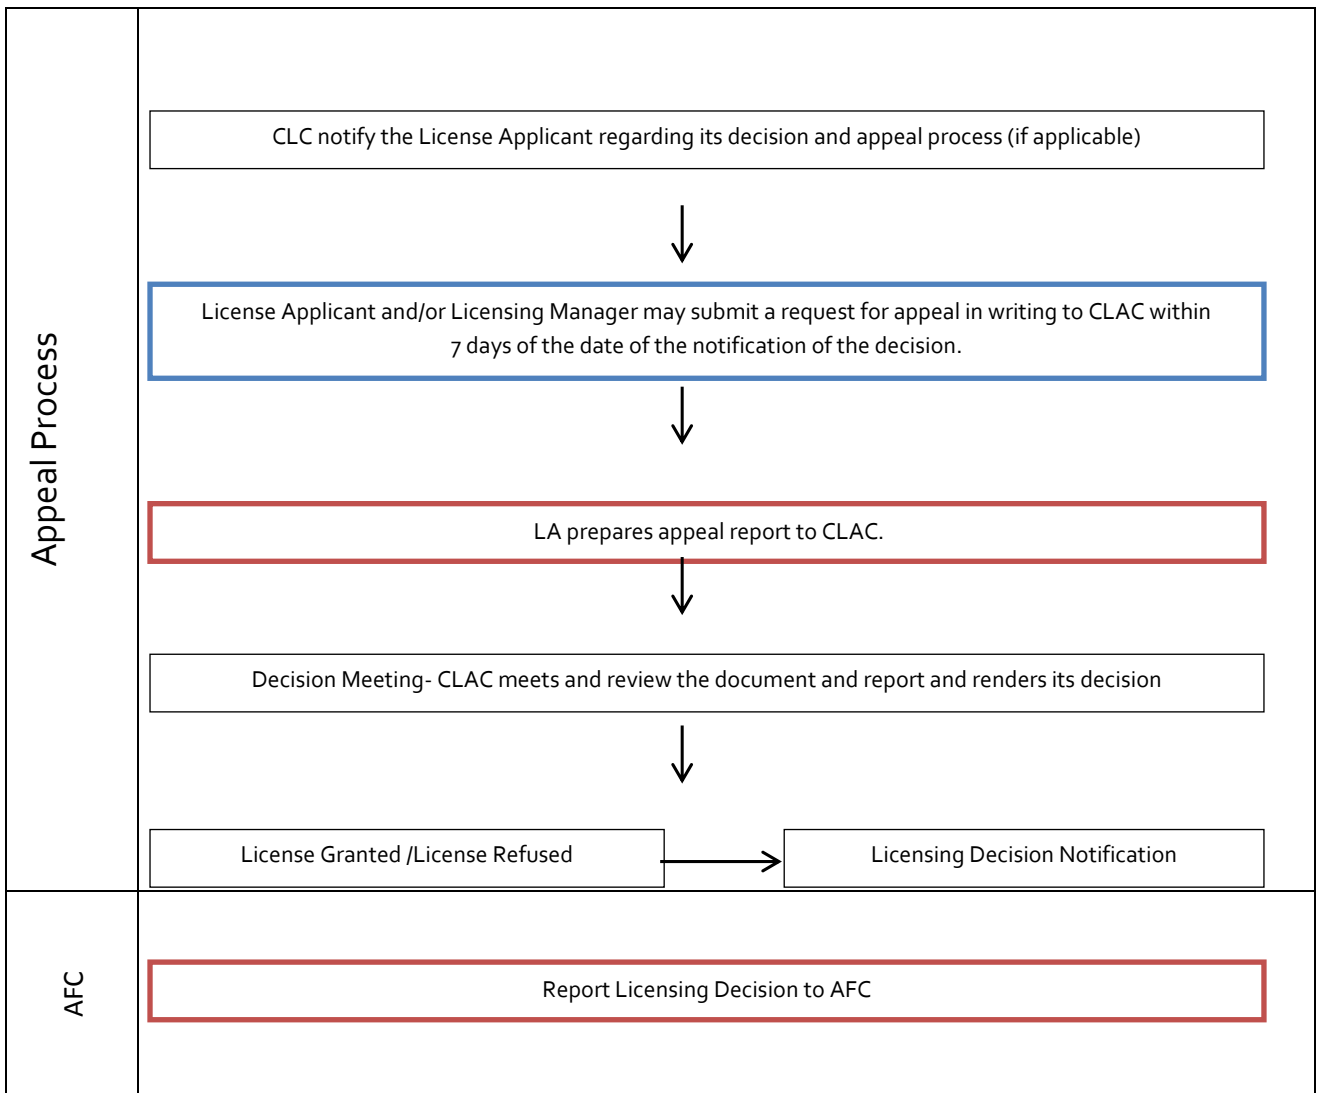 Appeal Process
CLC notify the License Applicant regarding its decision and appeal process (if applicable)
License Applicant and/or Licensing Manager may submit a request for appeal in writing to CLAC within
7 days of the date of the notification of the decision.
LA prepares appeal report to CLAC.
Decision Meeting- CLAC meets and review the document and report and renders its decision
License Granted /License Refused
Licensing Decision Notification
AFC
Report Licensing Decision to AFC